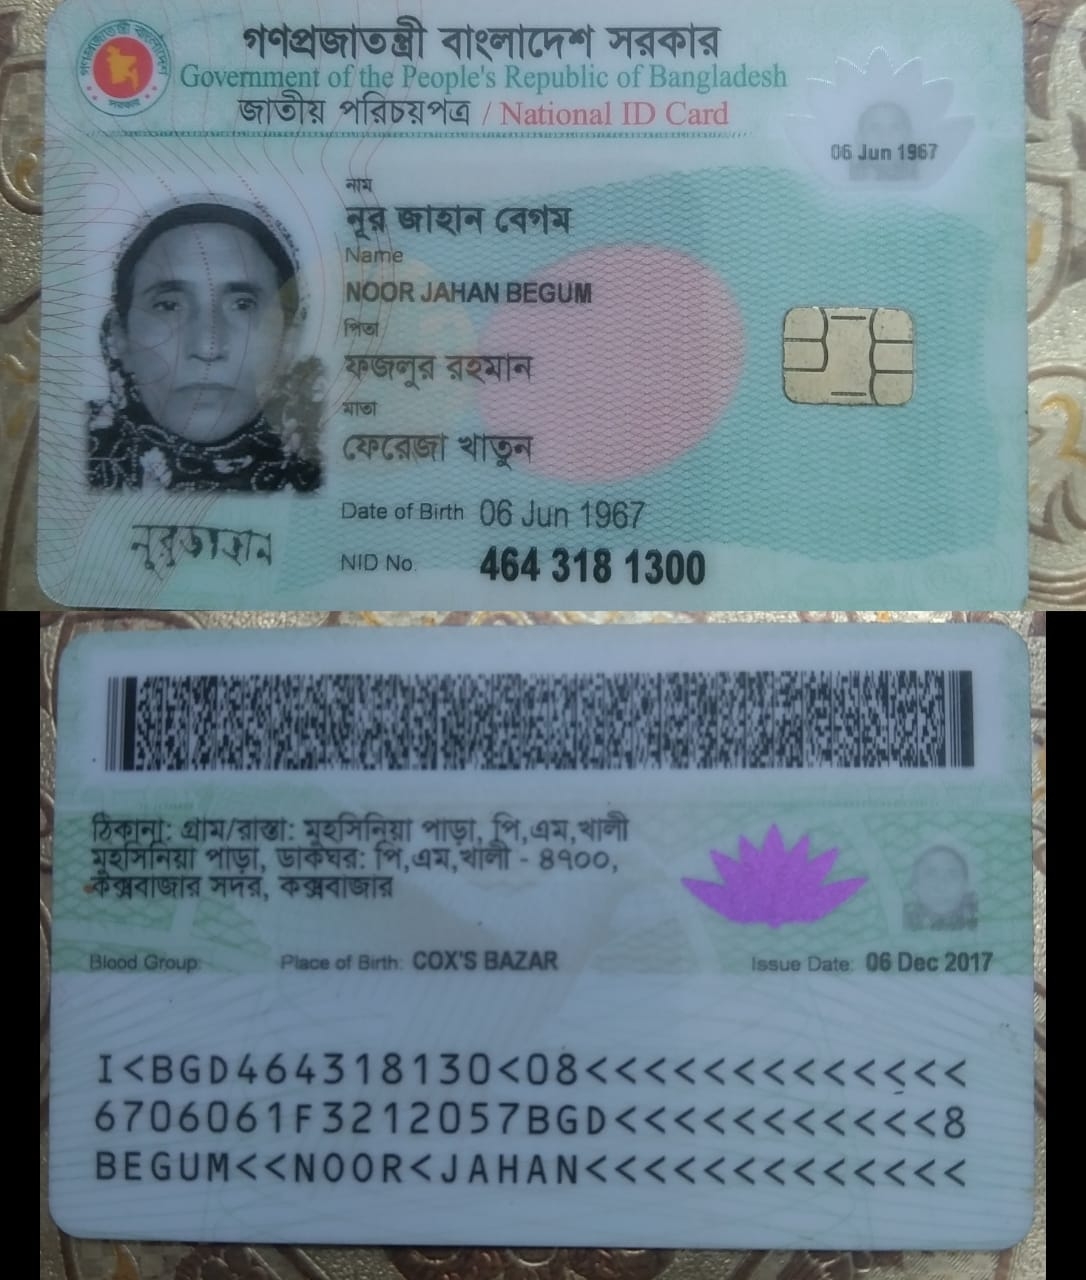 গণপ্রজাতন্ত্রী বাংলাদেশ সরকার
Government of the People's Republic of Bangladesh
জাতীয় পরিচয়পত্র / National ID Card
06 Jun 1967
নাম
নূর জাহান বেগম
Name
NOOR JAHAN BEGUM
পিতা
ফজলুর রহমান
মাতা
ফেরেজা খাতুন
Date of Birth 06 Jun 1967
NID No. 464 318 1300
নূরজাহান
ঠিকানা: গ্রাম/রাস্তা: মুহসিনিয়া পাড়া, পি,এম,খালী
মুহসিনিয়া পাড়া, ডাকঘর: পি,এম,খালী - ৪৭০০,
কক্সবাজার সদর, কক্সবাজার
Blood Group: Place of Birth: COX'S BAZAR Issue Date: 06 Dec 2017
I<BGD464318130<08<<<<<<<<<<<<<
6706061F3212057BGD<<<<<<<<<<<8
BEGUM<<NOOR<JAHAN<<<<<<<<<<<<<